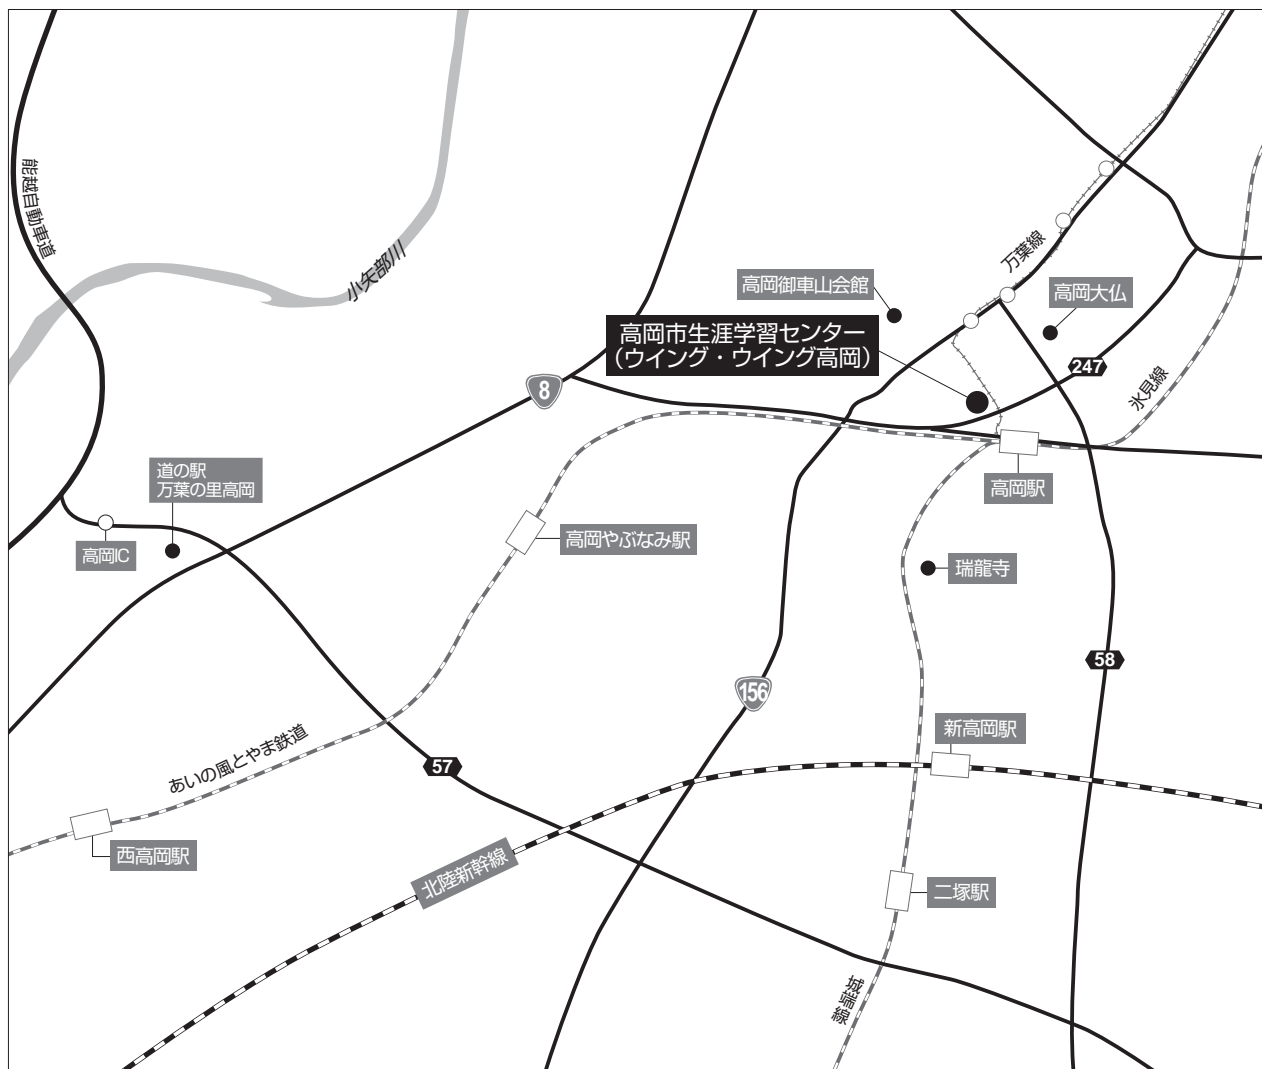 能越自動車道
小矢部川
万葉線
高岡御車山会館
高岡大仏
高岡市生涯学習センター
（ウイング・ウイング高岡）
247
8
氷見線
道の駅
万葉の里高岡
高岡駅
高岡IC
高岡やぶなみ駅
瑞龍寺
58
156
新高岡駅
あいの風とやま鉄道
57
西高岡駅
北陸新幹線
二塚駅
城端線